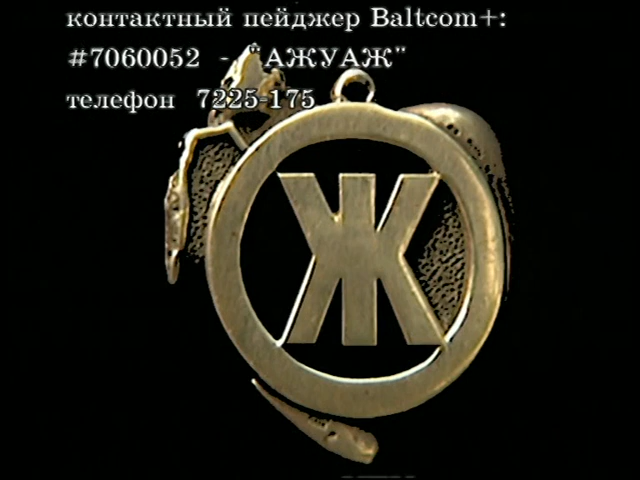 контактный пейджер Baltcom+:
#7060052 - "АЖУАЖ"
телефон 7225-175
Ж